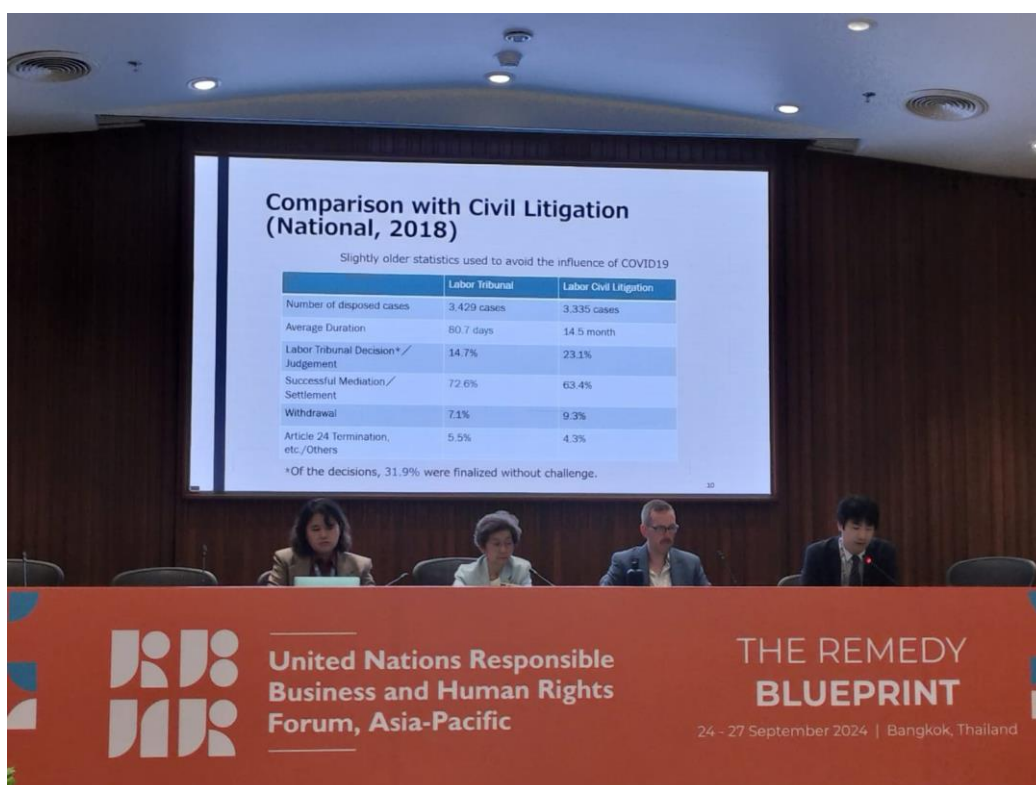 Comparison with Civil Litigation
(National, 2018)
Slightly older statistics used to avoid the influence of COVID19
Labor Tribunal Labor Civil Litigation
Number of disposed cases 3,429 cases 3,335 cases
Average Duration 80.7 days 14.5 month
Labor Tribunal Decision*／ 14.7% 23.1%
Judgement
Successful Mediation／ 72.6% 63.4%
Settlement
Withdrawal 7.1% 9.3%
Article 24 Termination, 5.5% 4.3%
etc./Others
*Of the decisions, 31.9% were finalized without challenge.
10
United Nations Responsible
Business and Human Rights
Forum, Asia-Pacific
THE REMEDY
BLUEPRINT
24 - 27 September 2024 | Bangkok, Thailand